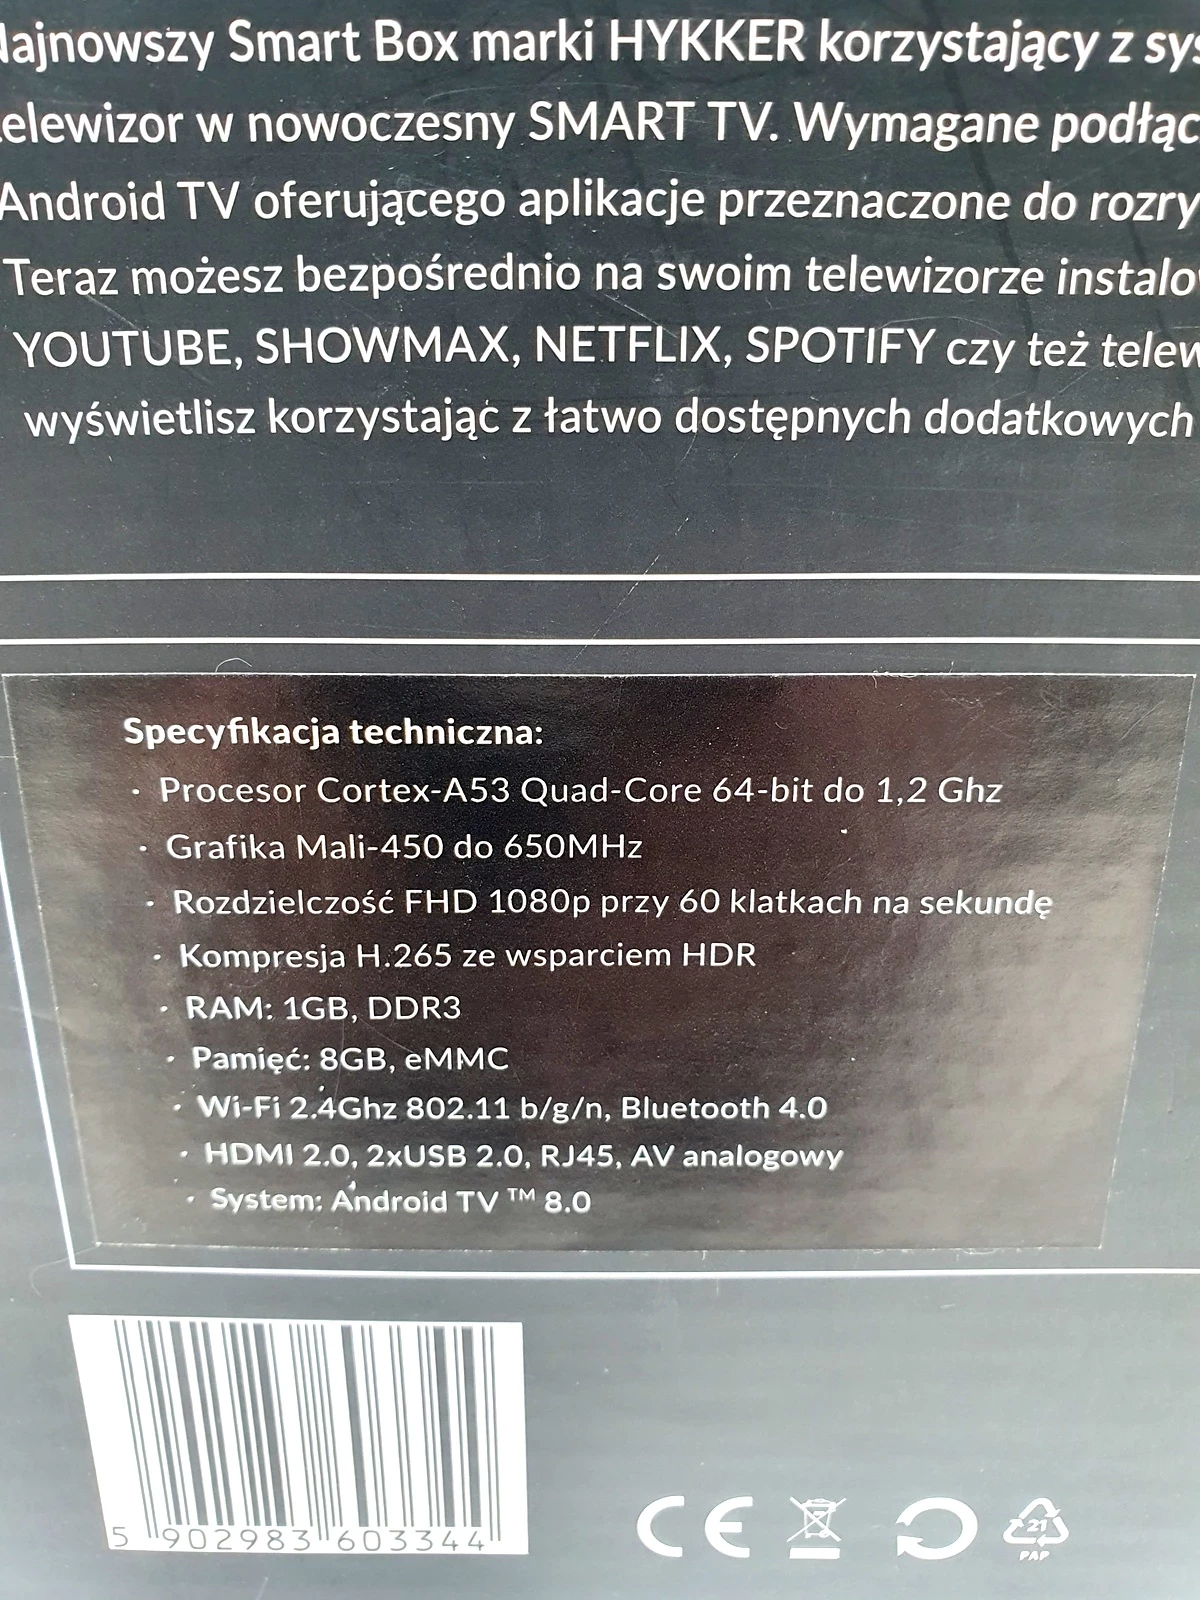 Najnowszy Smart Box marki HYKKER korzystający z sys
telewizor w nowoczesny SMART TV. Wymagane podłąc
Android TV oferującego aplikacje przeznaczone do rozry
Teraz możesz bezpośrednio na swoim telewizorze instalo
YOUTUBE, SHOWMAX, NETFLIX, SPOTIFY czy też telew
wyświetlisz korzystając z łatwo dostępnych dodatkowych
Specyfikacja techniczna:
· Procesor Cortex-A53 Quad-Core 64-bit do 1,2 Ghz
· Grafika Mali-450 do 650MHz
· Rozdzielczość FHD 1080p przy 60 klatkach na sekundę
· Kompresja H.265 ze wsparciem HDR
· RAM: 1GB, DDR3
· Pamięć: 8GB, eMMC
· Wi-Fi 2.4Ghz 802.11 b/g/n, Bluetooth 4.0
· HDMI 2.0, 2xUSB 2.0, RJ45, AV analogowy
· System: Android TV ™ 8.0
5 902983 603344
CE
21
PAP